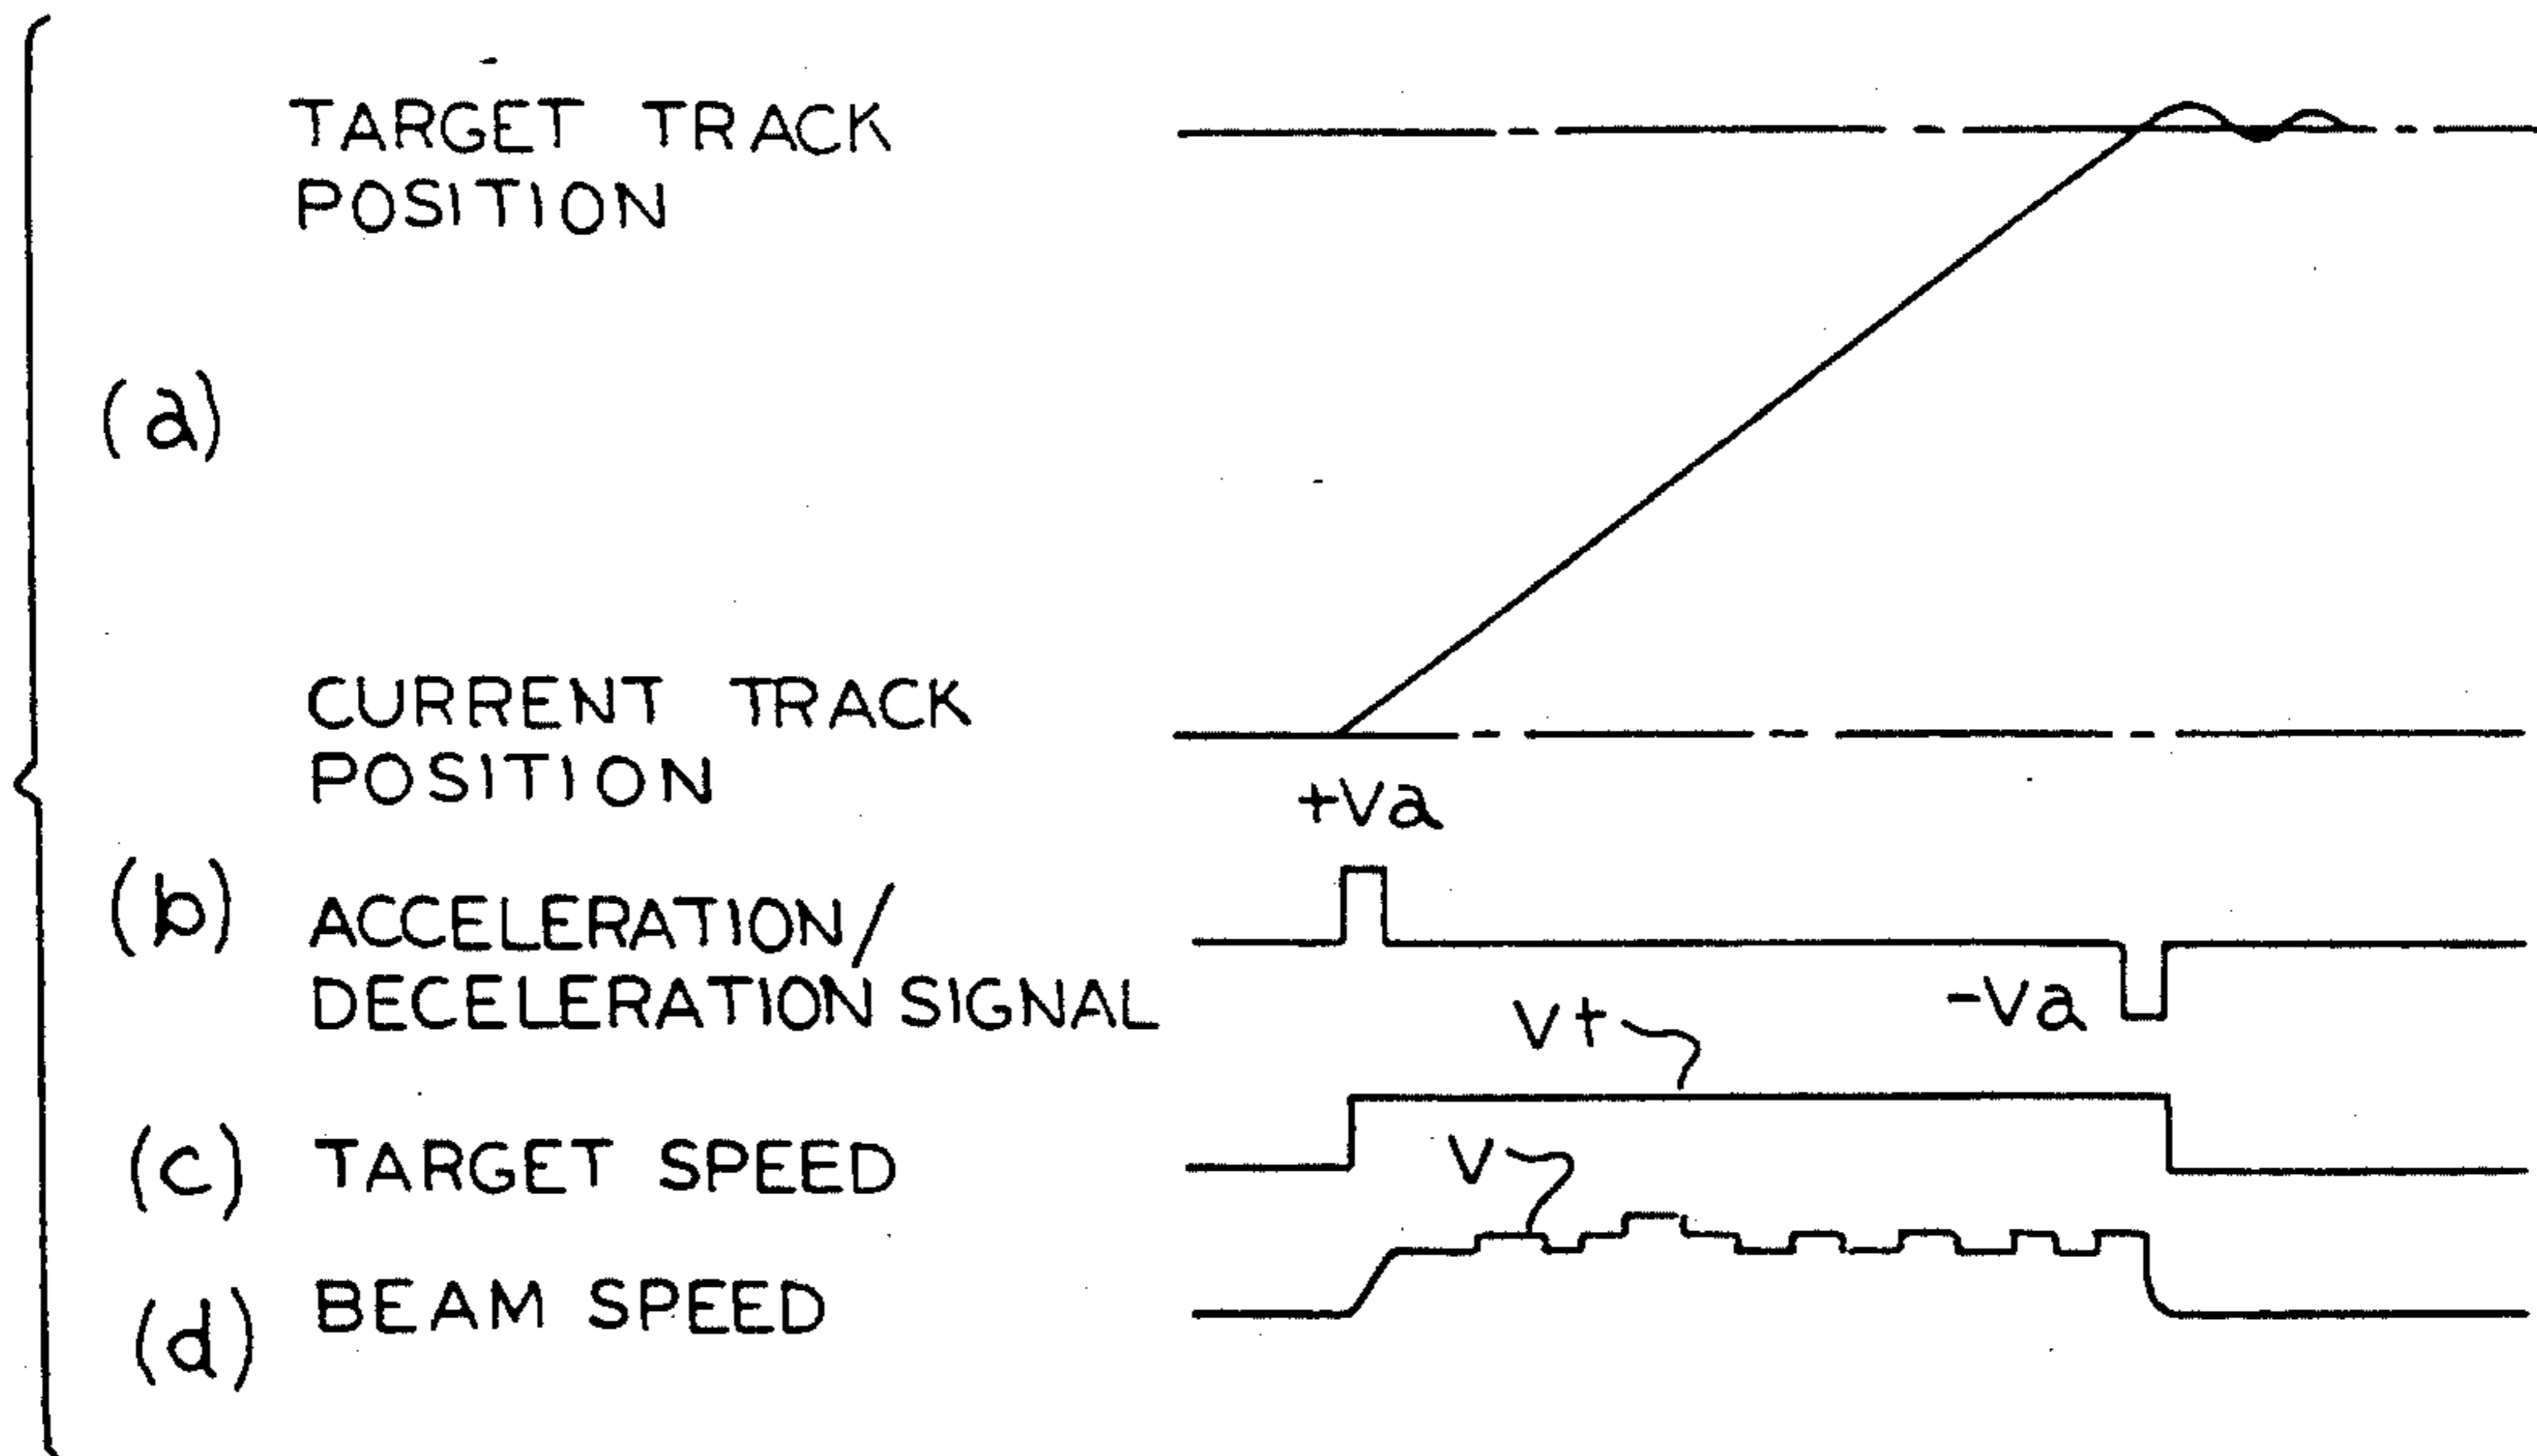 TARGET TRACK
POSITION
(a)
CURRENT TRACK
POSITION
+Va
(b) ACCELERATION/
DECELERATION SIGNAL
-Va
Vt
(c) TARGET SPEED
V
(d) BEAM SPEED